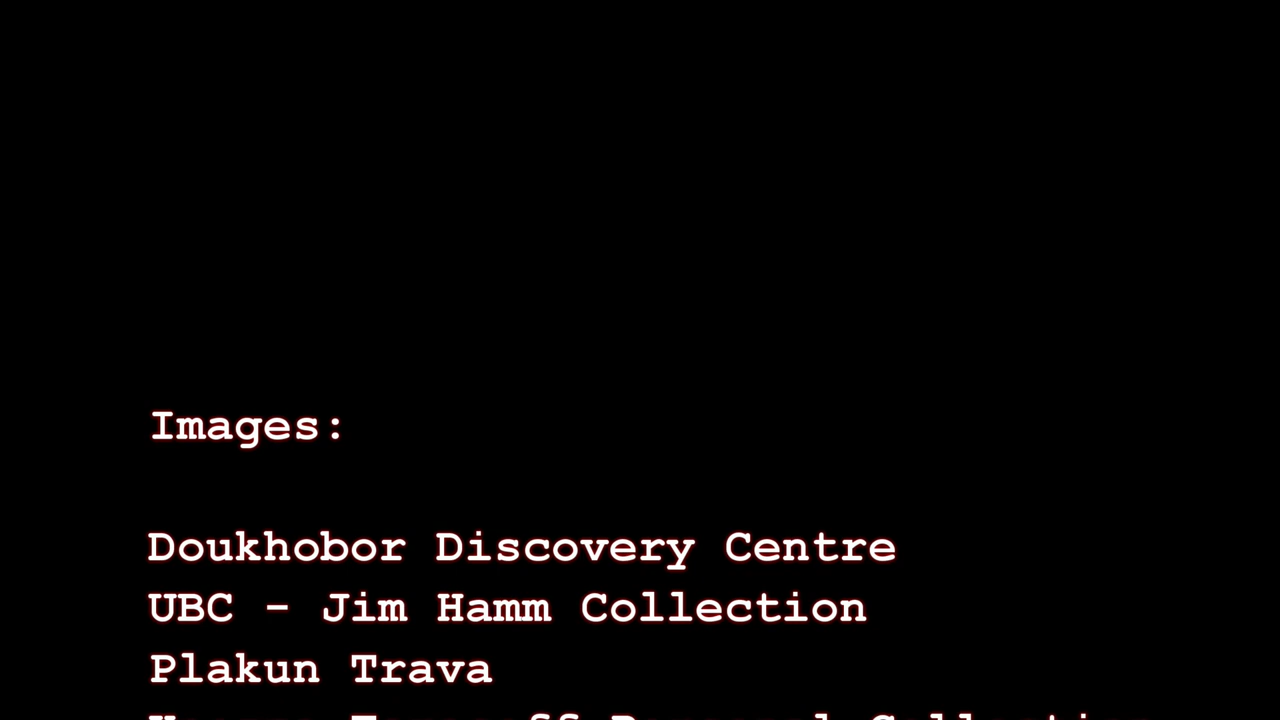 Images:
Doukhobor Discovery Centre
UBC - Jim Hamm Collection
Plakun Trava